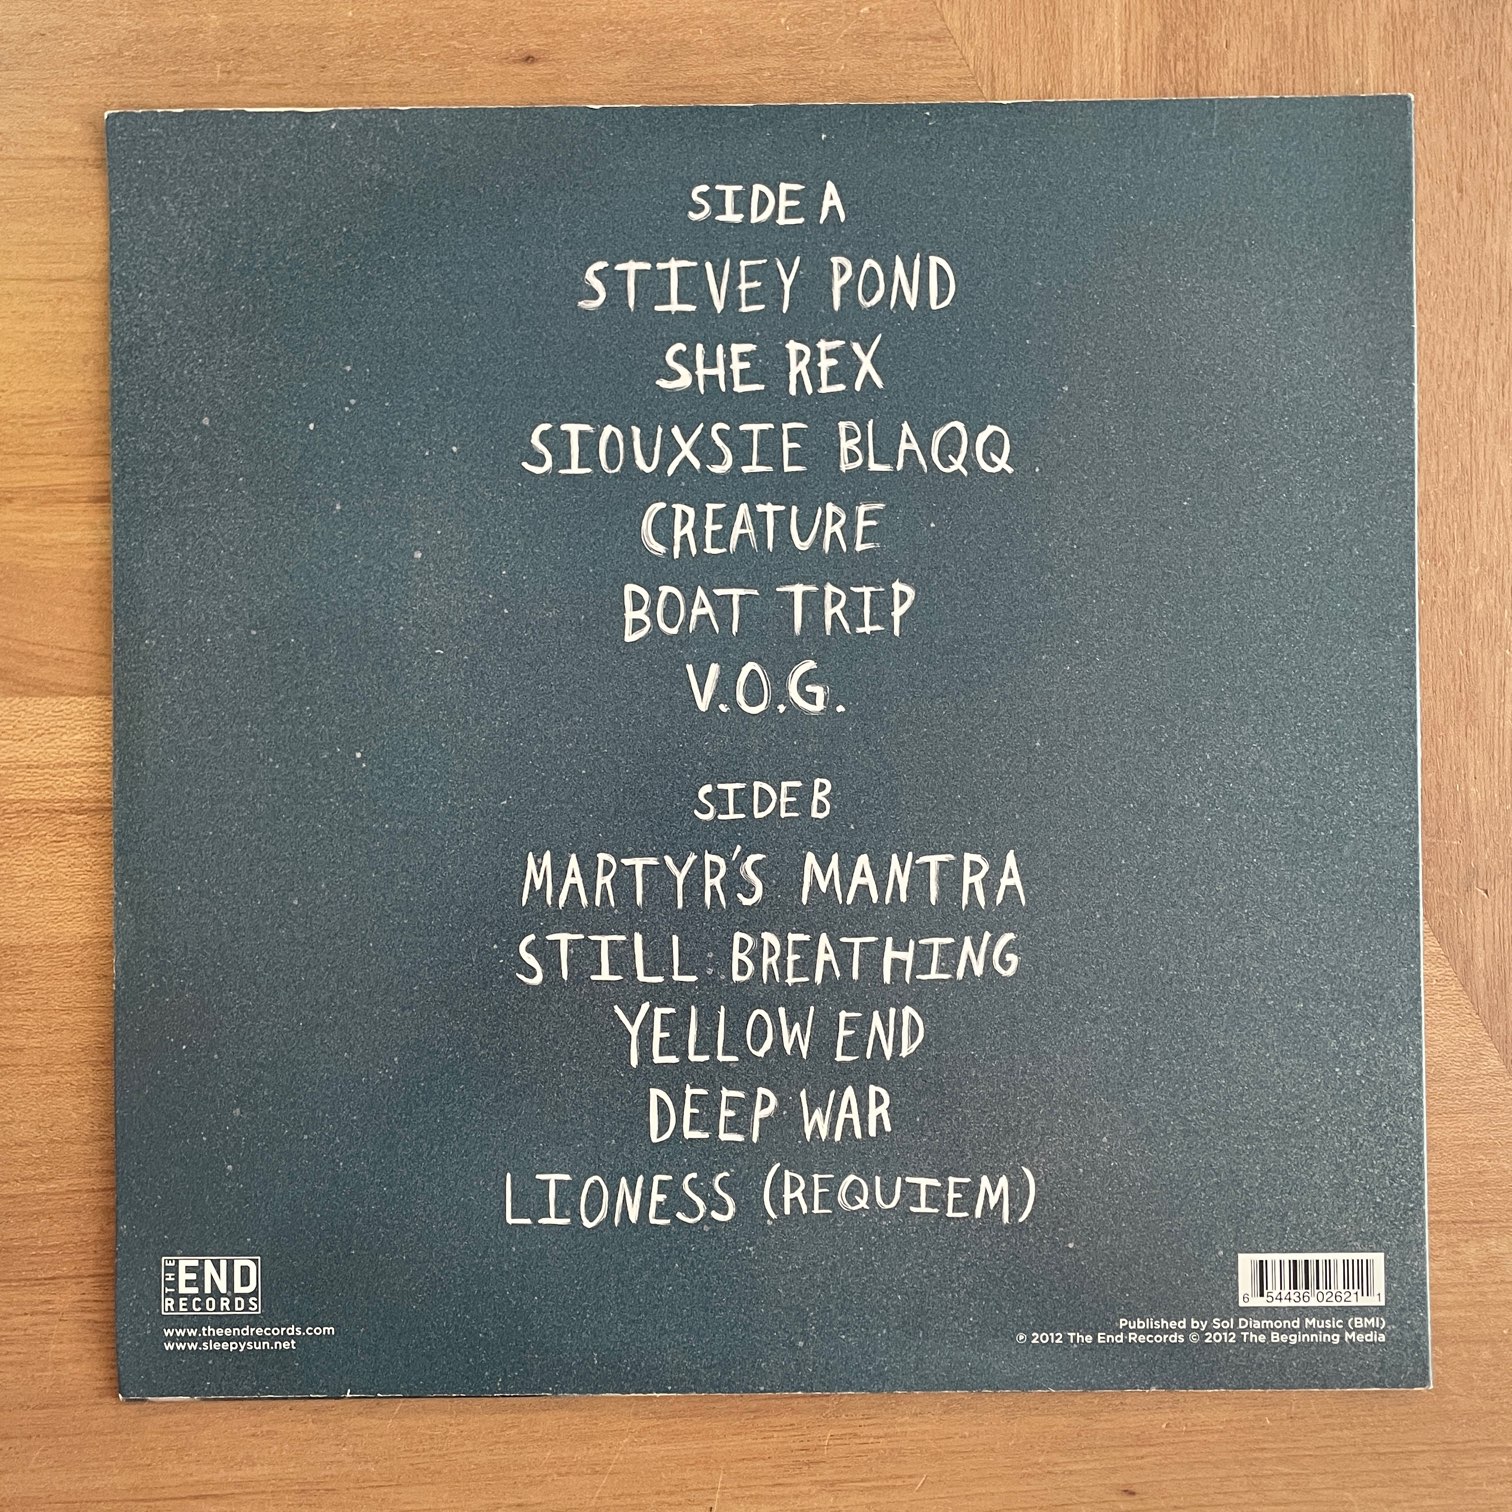 SIDE A
STIVEY POND
SHE REX
SIOUXSIE BLAQQ
CREATURE
BOAT TRIP
V.O.G.
SIDE B
MARTYR'S MANTRA
STILL BREATHING
YELLOW END
DEEP WAR
LIONESS (REQUIEM)
THE END
RECORDS
www.theendrecords.com
www.sleepysun.net
6 54436 02621 1
Published by Sol Diamond Music (BMI)
℗ 2012 The End Records © 2012 The Beginning Media